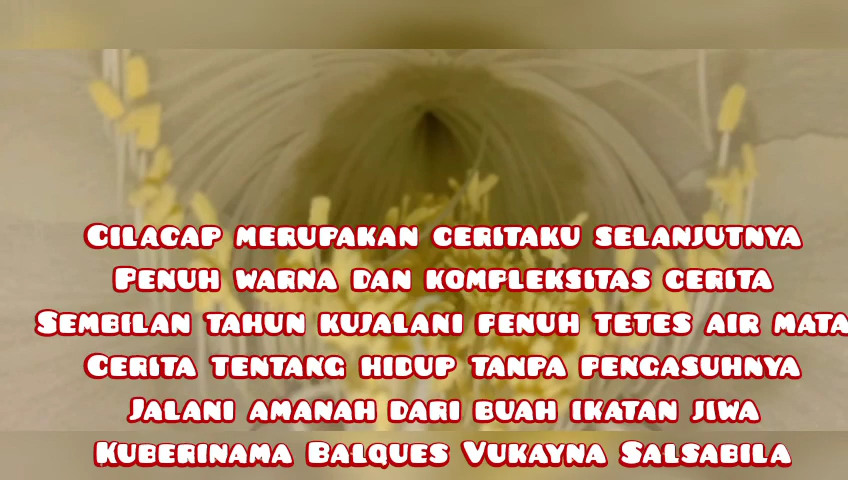 Cilacap merupakan ceritaku selanjutnya
Penuh warna dan kompleksitas cerita
Sembilan tahun kujalani penuh tetes air mata
Cerita tentang hidup tanpa pengasuhnya
Jalani amanah dari buah ikatan jiwa
Kuberinama Balques Vukayna Salsabila